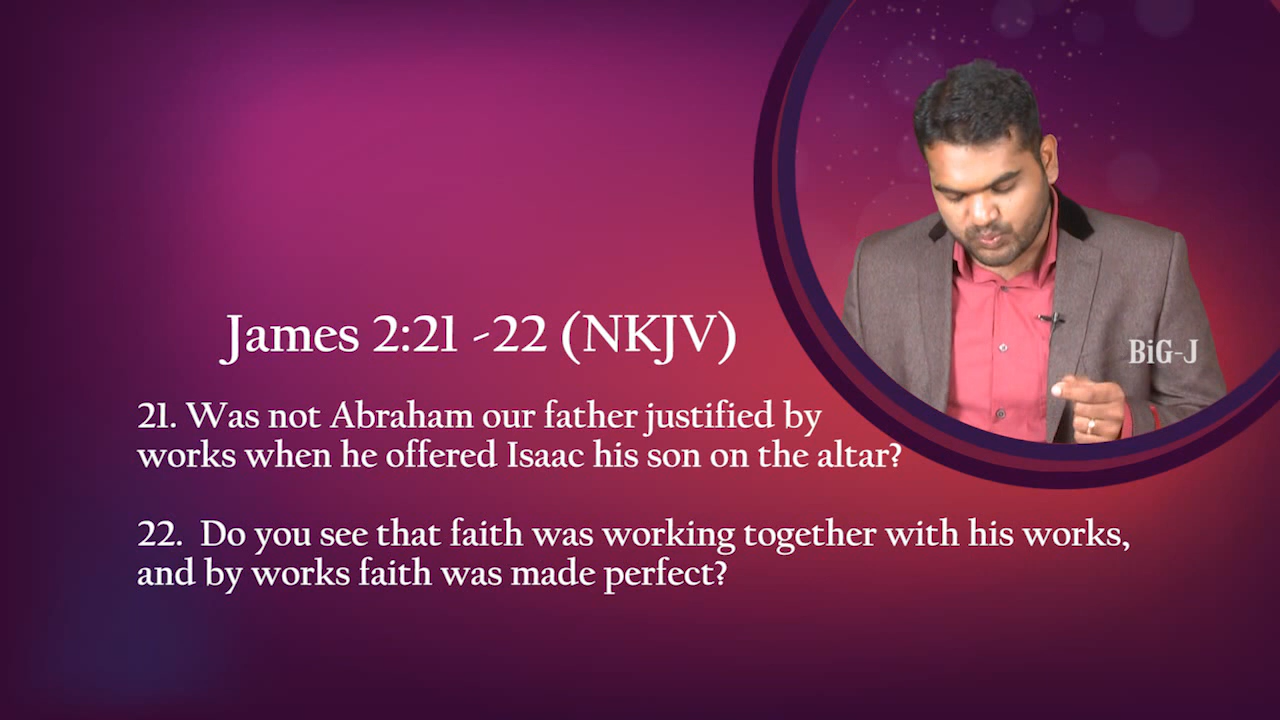 BiG-J
James 2:21 -22 (NKJV)
21. Was not Abraham our father justified by
works when he offered Isaac his son on the altar?
22. Do you see that faith was working together with his works,
and by works faith was made perfect?